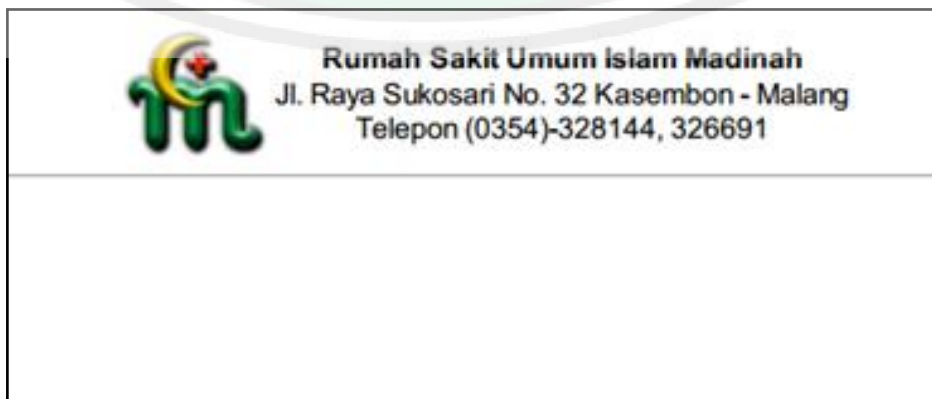 Rumah Sakit Umum Islam Madinah
Jl. Raya Sukosari No. 32 Kasembon - Malang
Telepon (0354)-328144, 326691